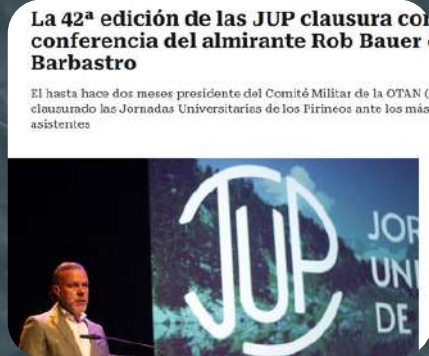 La 42ª edición de las JUP clausura con
conferencia del almirante Rob Bauer
Barbastro
El hasta hace dos meses presidente del Comité Militar de la OTAN (
clausurado las Jornadas Universitarias de los Pirineos ante los más
asistentes
JUP
JOR
UNI
DE